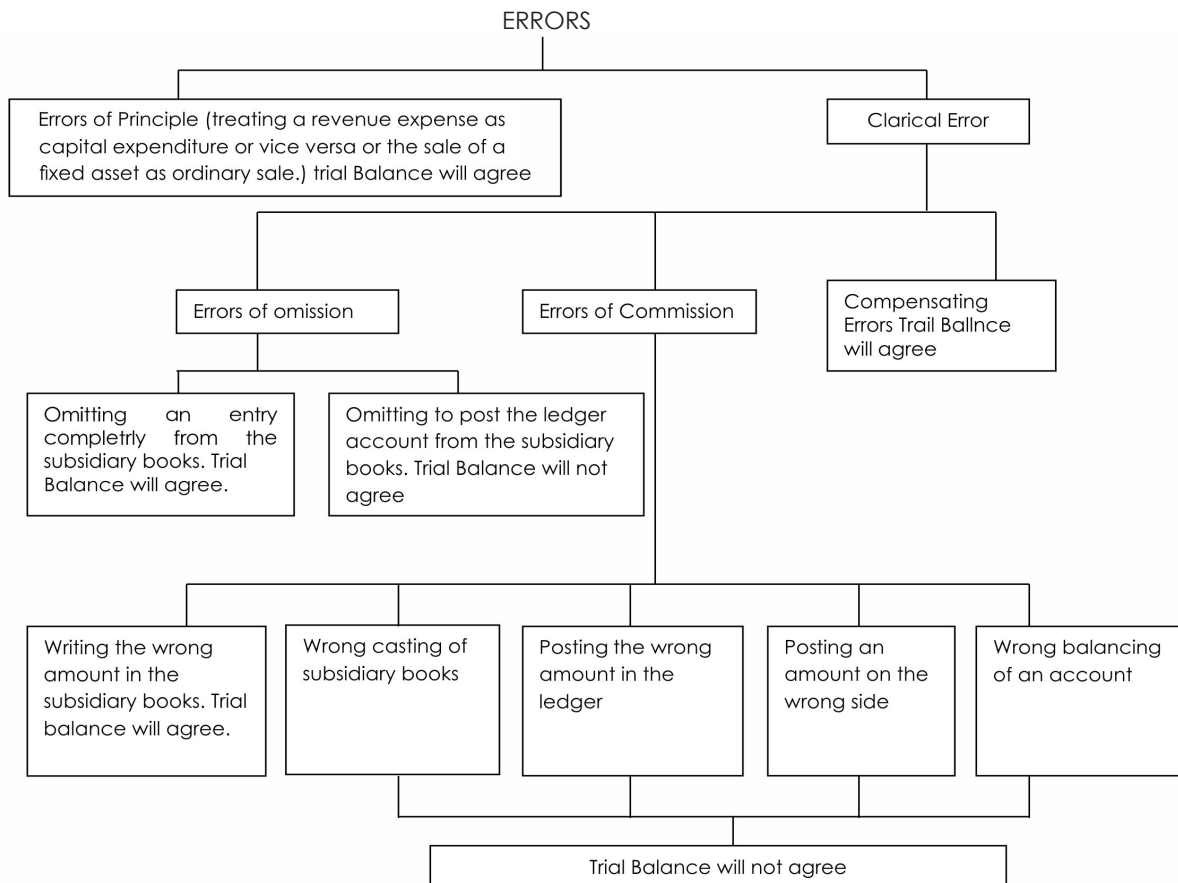 ERRORS
Errors of Principle (treating a revenue expense as
capital expenditure or vice versa or the sale of a
fixed asset as ordinary sale.) trial Balance will agree
Clarical Error
Errors of omission
Errors of Commission
Compensating
Errors Trail Ballnce
will agree
Omitting an entry
completrly from the
subsidiary books. Trial
Balance will agree.
Omitting to post the ledger
account from the subsidiary
books. Trial Balance will not
agree
Writing the wrong
amount in the
subsidiary books. Trial
balance will agree.
Wrong casting of
subsidiary books
Posting the wrong
amount in the
ledger
Posting an
amount on the
wrong side
Wrong balancing
of an account
Trial Balance will not agree